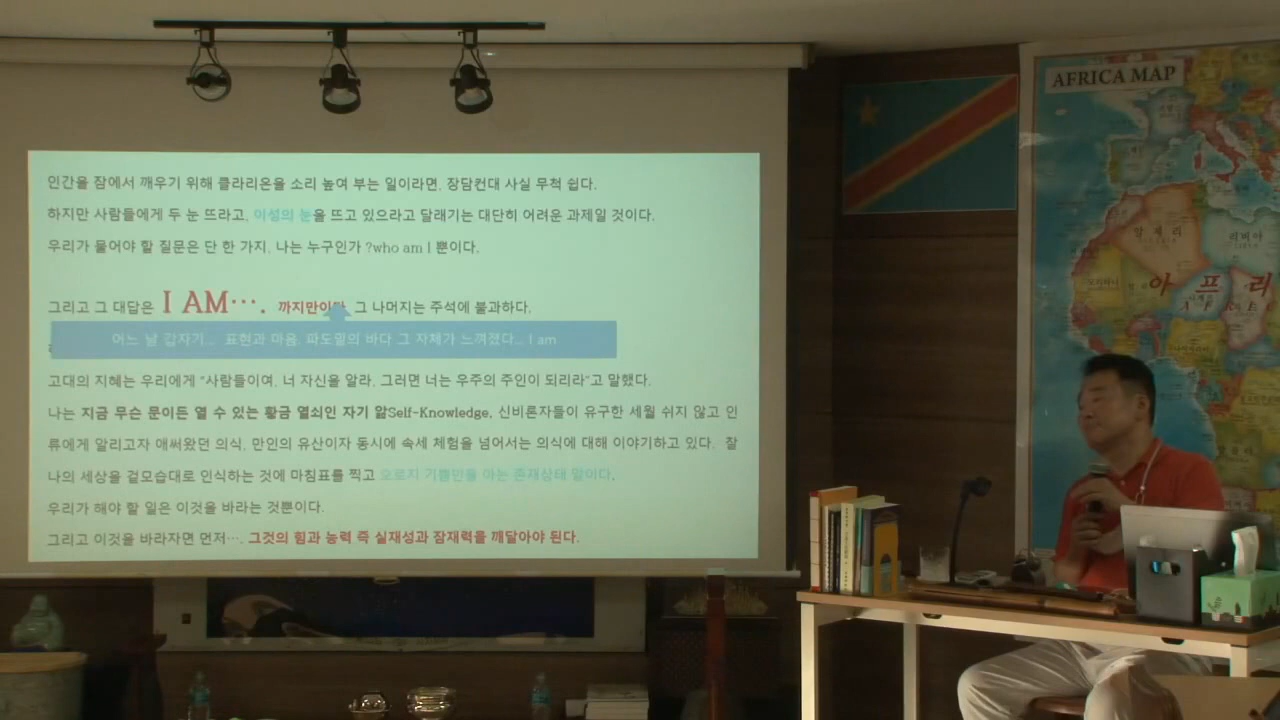 인간을 잠에서 깨우기 위해 클라리온을 소리 높여 부는 일이라면, 장담컨대 사실 무척 쉽다.
하지만 사람들에게 두 눈 뜨라고, 이성의 눈을 뜨고 있으라고 달래기는 대단히 어려운 과제일 것이다.
우리가 물어야 할 질문은 단 한 가지, 나는 누구인가 ?who am I 뿐이다.
그리고 그 대답은 I AM…. 까지만이다. 그 나머지는 주석에 불과하다.
어느 날 갑자기... 표현과 마음, 파도밑의 바다 그 자체가 느껴졌다... I am
고대의 지혜는 우리에게 "사람들이여, 너 자신을 알라, 그러면 너는 우주의 주인이 되리라"고 말했다.
나는 지금 무슨 문이든 열 수 있는 황금 열쇠인 자기 앎Self-Knowledge, 신비론자들이 유구한 세월 쉬지 않고 인
류에게 알리고자 애써왔던 의식, 만인의 유산이자 동시에 속세 체험을 넘어서는 의식에 대해 이야기하고 있다. 잘
나의 세상을 겉모습대로 인식하는 것에 마침표를 찍고 오로지 기쁨만을 아는 존재상태 말이다.
우리가 해야 할 일은 이것을 바라는 것뿐이다.
그리고 이것을 바라자면 먼저…. 그것의 힘과 능력 즉 실재성과 잠재력을 깨달아야 된다.
AFRICA MAP
알제리
리비아
아프리